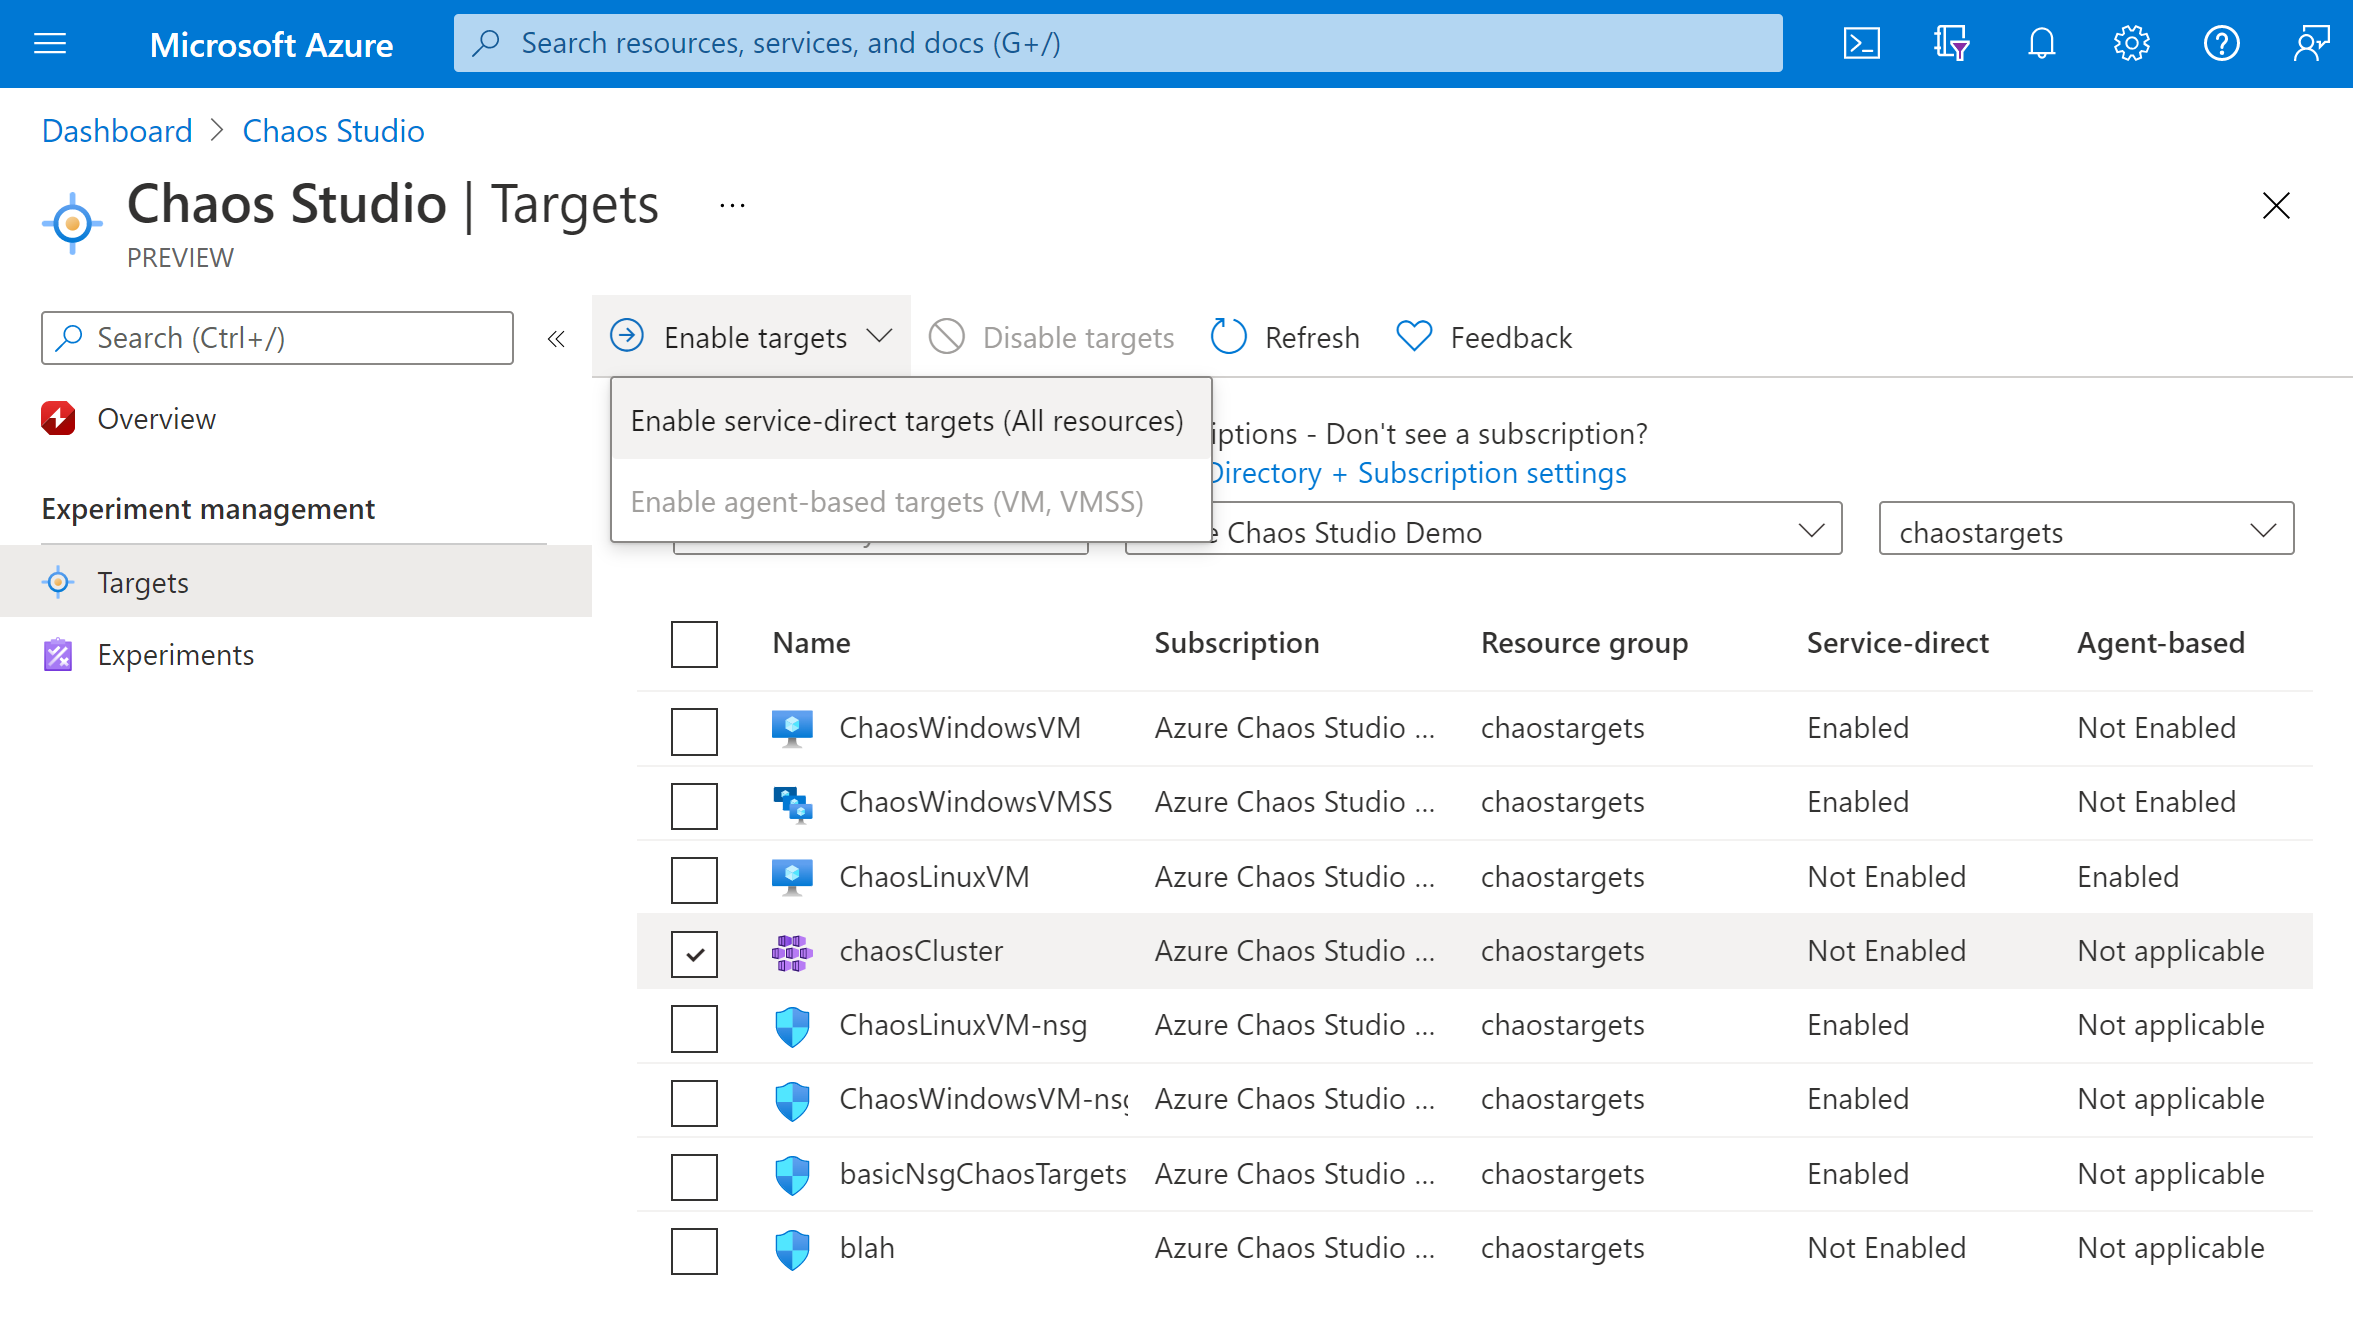 Microsoft Azure
Search resources, services, and docs (G+/)
Dashboard > Chaos Studio
Chaos Studio | Targets ...
PREVIEW
Search (Ctrl+/)
«
Enable targets
Disable targets
Refresh
Feedback
Overview
Enable service-direct targets (All resources)
iptions - Don't see a subscription?
Directory + Subscription settings
Enable agent-based targets (VM, VMSS)
Experiment management
e Chaos Studio Demo
chaostargets
Targets
Experiments
Name Subscription Resource group Service-direct Agent-based
ChaosWindowsVM Azure Chaos Studio ... chaostargets Enabled Not Enabled
ChaosWindowsVMSS Azure Chaos Studio ... chaostargets Enabled Not Enabled
ChaosLinuxVM Azure Chaos Studio ... chaostargets Not Enabled Enabled
chaosCluster Azure Chaos Studio ... chaostargets Not Enabled Not applicable
ChaosLinuxVM-nsg Azure Chaos Studio ... chaostargets Enabled Not applicable
ChaosWindowsVM-nsg Azure Chaos Studio ... chaostargets Enabled Not applicable
basicNsgChaosTargets Azure Chaos Studio ... chaostargets Enabled Not applicable
blah Azure Chaos Studio ... chaostargets Not Enabled Not applicable